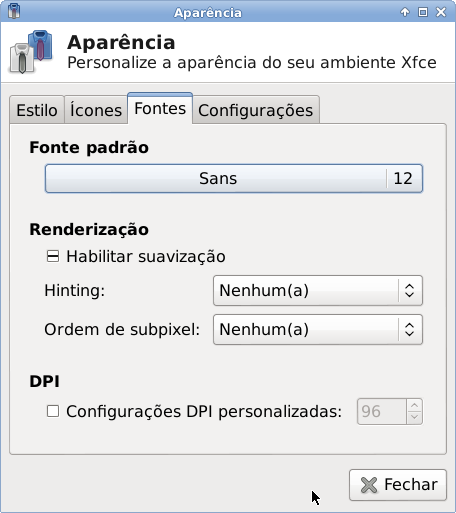 Aparência
Aparência
Personalize a aparência do seu ambiente Xfce
Estilo Ícones Fontes Configurações
Fonte padrão
Sans 12
Renderização
Habilitar suavização
Hinting: Nenhum(a)
Ordem de subpixel: Nenhum(a)
DPI
Configurações DPI personalizadas: 96
Fechar